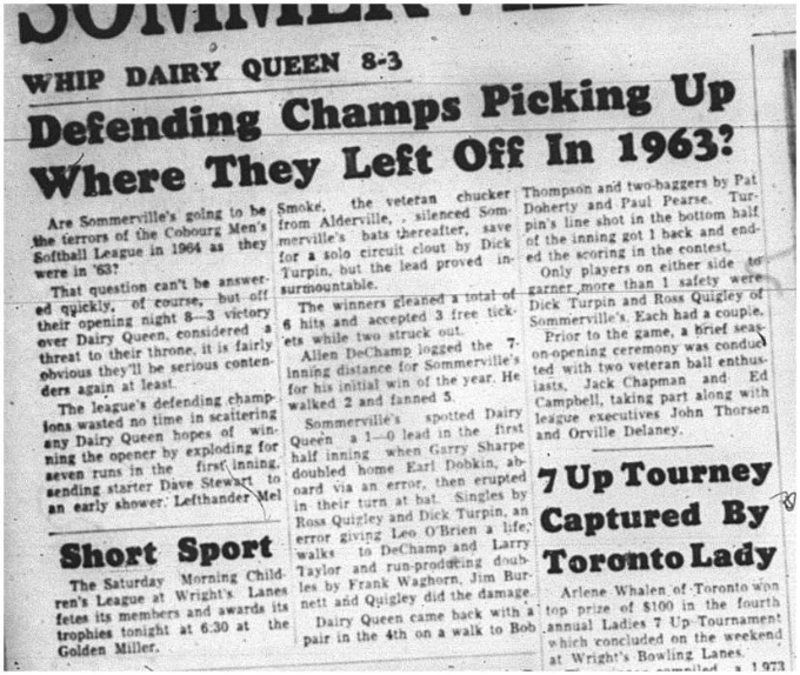 SOMMERVILLE
WHIP DAIRY QUEEN 8-3
Defending Champs Picking Up
Where They Left Off In 1963?
Are Sommerville's going to be
the terrors of the Cobourg Men's
Softball League in 1964 as they
were in '63?
That question can't be answer-
ed quickly, of course, but off
their opening night 8—3 victory
over Dairy Queen, considered a
threat to their throne, it is fairly
obvious they'll be serious conten-
ders again at least.
The league's defending champ-
ions wasted no time in scattering
any Dairy Queen hopes of win-
ning the opener by exploding for
seven runs in the first inning,
sending starter Dave Stewart to
an early shower. Lefthander Mel
Smoke, the veteran chucker
from Alderville, , silenced Som-
merville's bats thereafter, save
for a solo circuit clout by Dick
Turpin, but the lead proved in-
surmountable.
The winners gleaned a total of
6 hits and accepted 3 free tick-
ets while two struck out.
Allen DeChamp logged the 7-
inning distance for Sommerville's
for his initial win of the year. He
walked 2 and fanned 5.
Sommerville's spotted Dairy
Queen a 1—0 lead in the first
half inning when Garry Sharpe
doubled home Earl Dobkin, ab-
oard via an error, then erupted
in their turn at bat. Singles by
Ross Quigley and Dick Turpin, an
error giving Leo O'Brien a life,
walks to DeChamp and Larry
Taylor and run-producing doub-
les by Frank Waghorn, Jim Bur-
nett and Quigley did the damage.
Dairy Queen came back with a
pair in the 4th on a walk to Bob
Thompson and two-baggers by Pat
Doherty and Paul Pearse. Tur-
pin's line shot in the bottom half
of the inning got 1 back and end-
ed the scoring in the contest.
Only players on either side to
garner more than 1 safety were
Dick Turpin and Ross Quigley of
Sommerville's. Each had a couple.
Prior to the game, a brief seas-
on-opening ceremony was conduc
ted with two veteran ball enthus-
iasts, Jack Chapman and Ed
Campbell, taking part along with
league executives John Thorsen
and Orville Delaney.
Short Sport
The Saturday Morning Child-
ren's League at Wright's Lanes
fetes its members and awards its
trophies tonight at 6:30 at the
Golden Miller.
7 Up Tourney
Captured By
Toronto Lady
Arlene Whalen of Toronto won
top prize of $100 in the fourth
annual Ladies 7 Up Tournament
which concluded on the weekend
at Wright's Bowling Lanes.
compiled a 1973